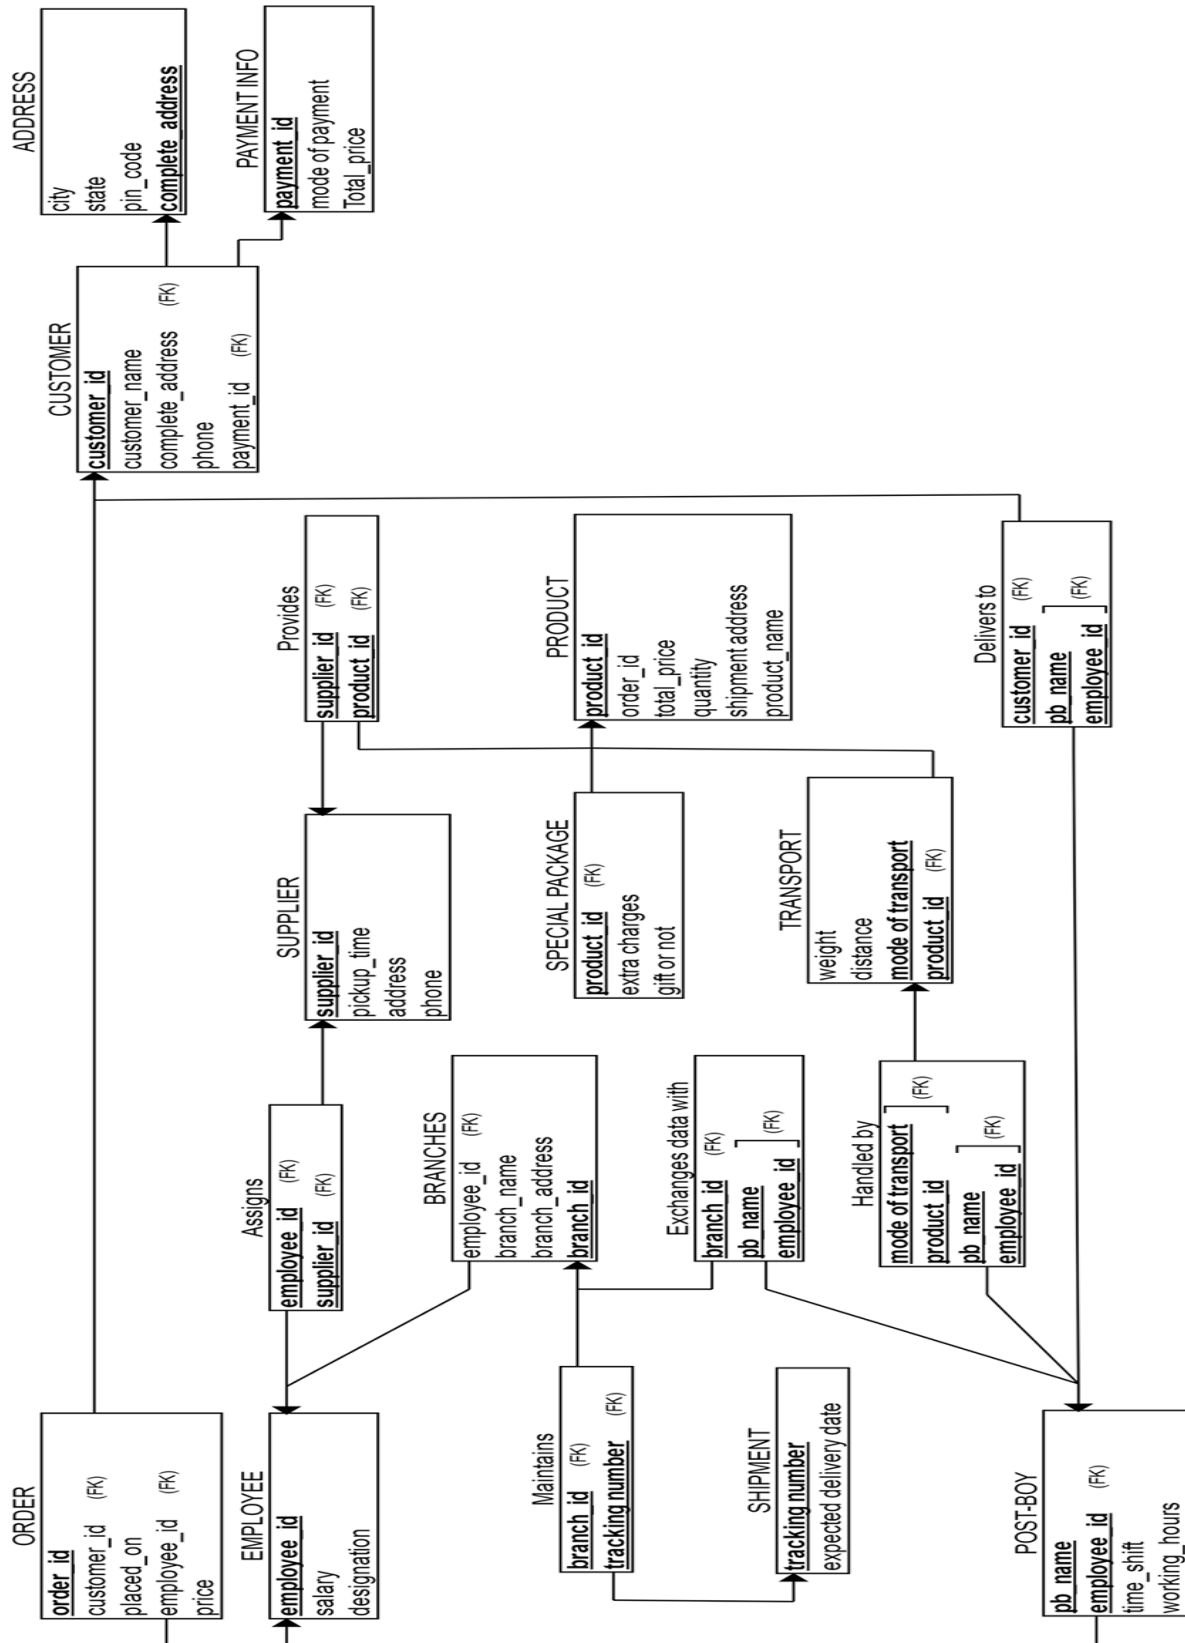 ORDER
order_id
customer_id (FK)
placed_on
employee_id (FK)
price
EMPLOYEE
employee_id
salary
designation
Assigns
employee_id (FK)
supplier_id (FK)
SUPPLIER
supplier_id
pickup_time
address
phone
Provides
supplier_id (FK)
product_id (FK)
CUSTOMER
customer_id
customer_name
complete_address (FK)
phone
payment_id (FK)
ADDRESS
city
state
pin_code
complete_address
PAYMENT INFO
payment_id
mode of payment
Total_price
BRANCHES
employee_id (FK)
branch_name
branch_address
branch_id
Maintains
branch_id (FK)
tracking number (FK)
SHIPMENT
tracking number
expected delivery date
Exchanges data with
branch_id (FK)
pb_name
employee_id (FK)
SPECIAL PACKAGE
product_id (FK)
extra charges
gift or not
PRODUCT
product_id
order_id
total_price
quantity
shipment address
product_name
TRANSPORT
weight
distance
mode of transport
product_id (FK)
Handled by
mode of transport
product_id (FK)
pb_name
employee_id (FK)
Delivers to
customer_id (FK)
pb_name
employee_id (FK)
POST-BOY
pb_name
employee_id (FK)
time_shift
working_hours